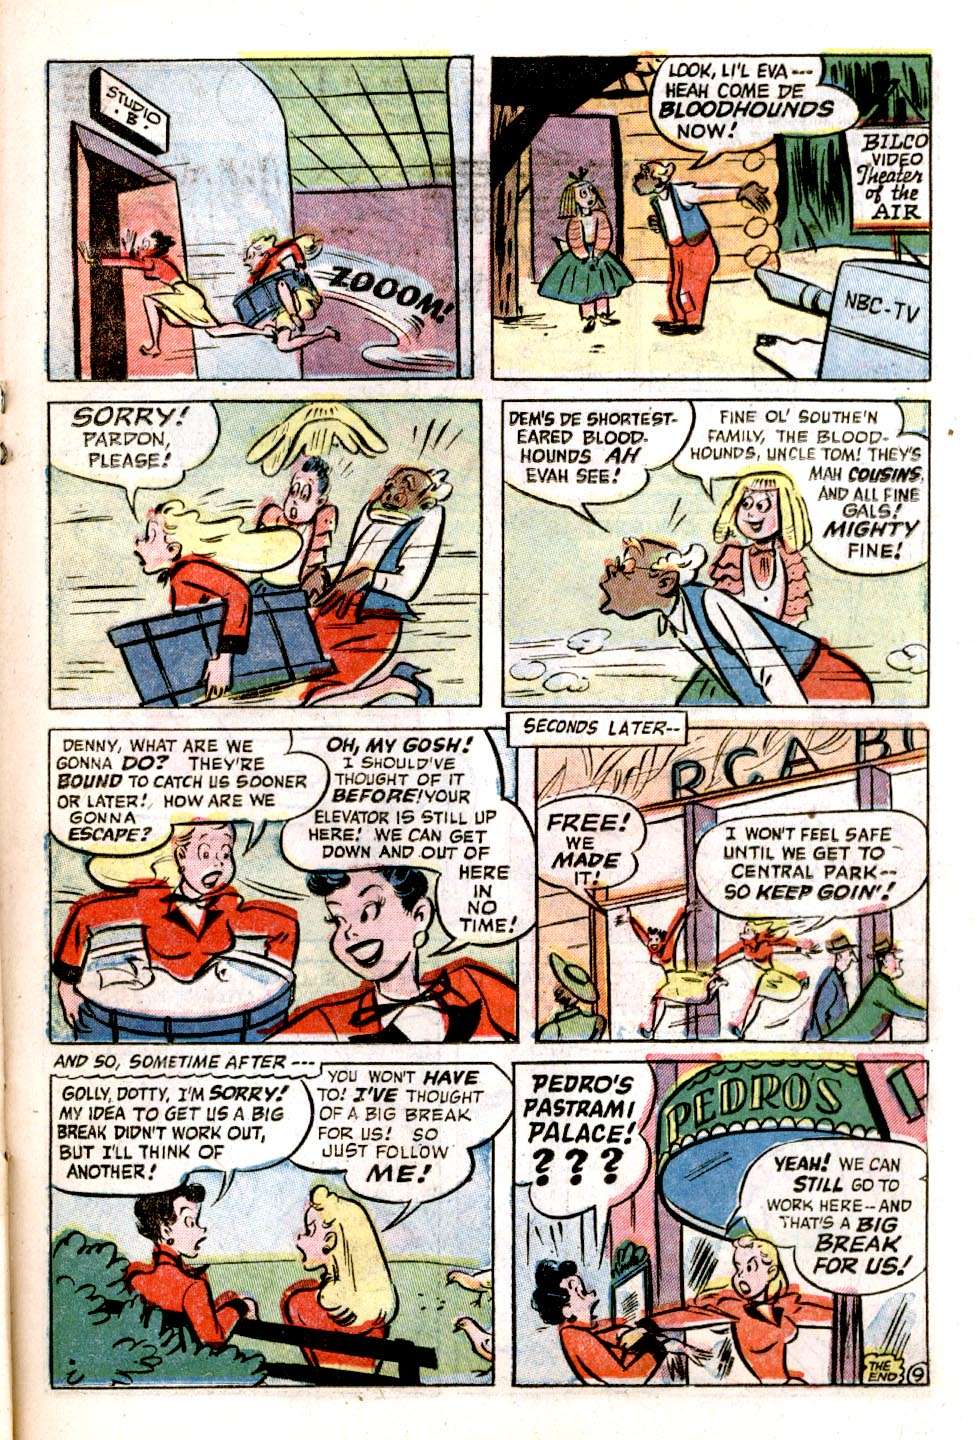 STUDIO
.B.
ZOOOM!
LOOK, LI'L EVA---
HEAH COME DE
BLOODHOUNDS
NOW!
BILCO
VIDEO
Theater
of the
AIR
NBC-TV
SORRY!
PARDON,
PLEASE!
DEM'S DE SHORTEST-
EARED BLOOD-
HOUNDS AH
EVAH SEE!
FINE OL' SOUTHE'N
FAMILY, THE BLOOD-
HOUNDS, UNCLE TOM! THEY'S
MAH COUSINS,
AND ALL FINE
GALS!
MIGHTY
FINE!
DENNY, WHAT ARE WE
GONNA DO? THEY'RE
BOUND TO CATCH US SOONER
OR LATER! HOW ARE WE
GONNA
ESCAPE?
OH, MY GOSH!
I SHOULD'VE
THOUGHT OF IT
BEFORE! YOUR
ELEVATOR IS STILL UP
HERE! WE CAN GET
DOWN AND OUT OF
HERE
IN
NO
TIME!
SECONDS LATER--
RCA B
FREE!
WE
MADE
IT!
I WON'T FEEL SAFE
UNTIL WE GET TO
CENTRAL PARK--
SO KEEP GOIN'!
AND SO, SOMETIME AFTER---
GOLLY, DOTTY, I'M SORRY!
MY IDEA TO GET US A BIG
BREAK DIDN'T WORK OUT,
BUT I'LL THINK OF
ANOTHER!
YOU WON'T HAVE
TO! I'VE THOUGHT
OF A BIG BREAK
FOR US! SO
JUST FOLLOW
ME!
PEDRO'S
PASTRAMI
PALACE!
? ? ?
PEDRO'S
YEAH! WE CAN
STILL GO TO
WORK HERE--AND
THAT'S A BIG
BREAK
FOR US!
THE
END
9